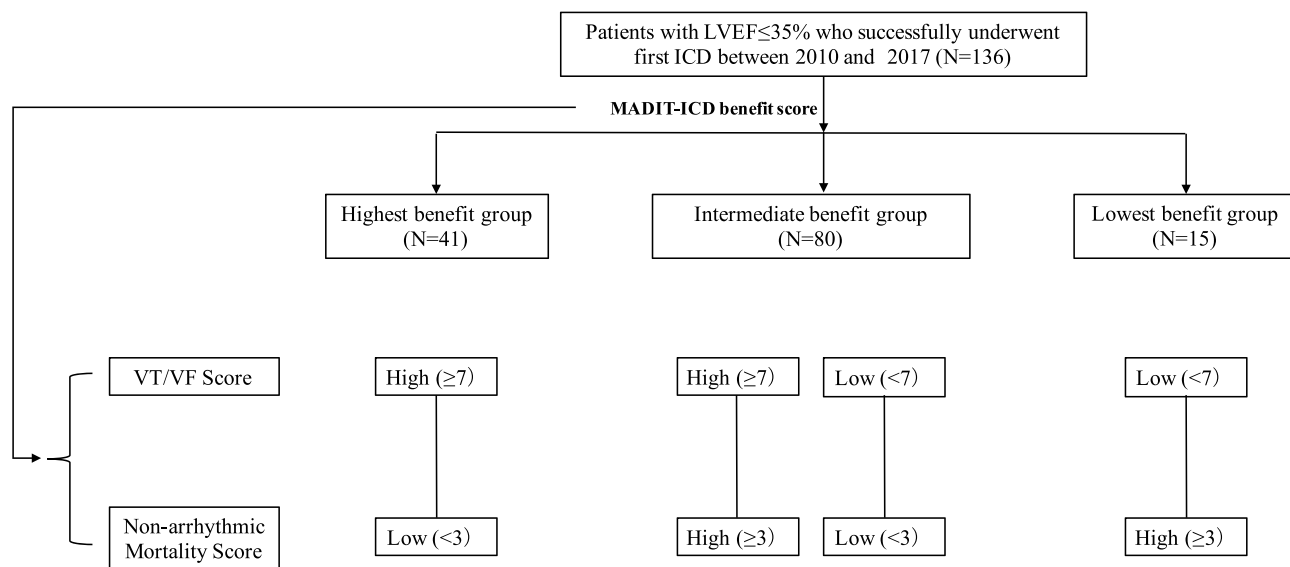 Patients with LVEF≤35% who successfully underwent
first ICD between 2010 and 2017 (N=136)
MADIT-ICD benefit score
Highest benefit group
(N=41)
Intermediate benefit group
(N=80)
Lowest benefit group
(N=15)
VT/VF Score
High (≥7）
High (≥7）
Low (<7）
Low (<7）
Non-arrhythmic
Mortality Score
Low (<3）
High (≥3）
Low (<3）
High (≥3）